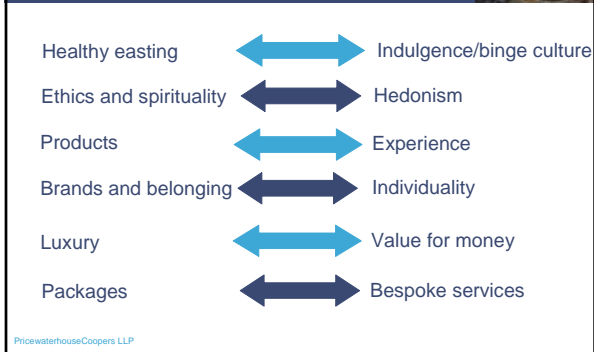 Healthy easting Indulgence/binge culture
Ethics and spirituality Hedonism
Products Experience
Brands and belonging Individuality
Luxury Value for money
Packages Bespoke services
PricewaterhouseCoopers LLP